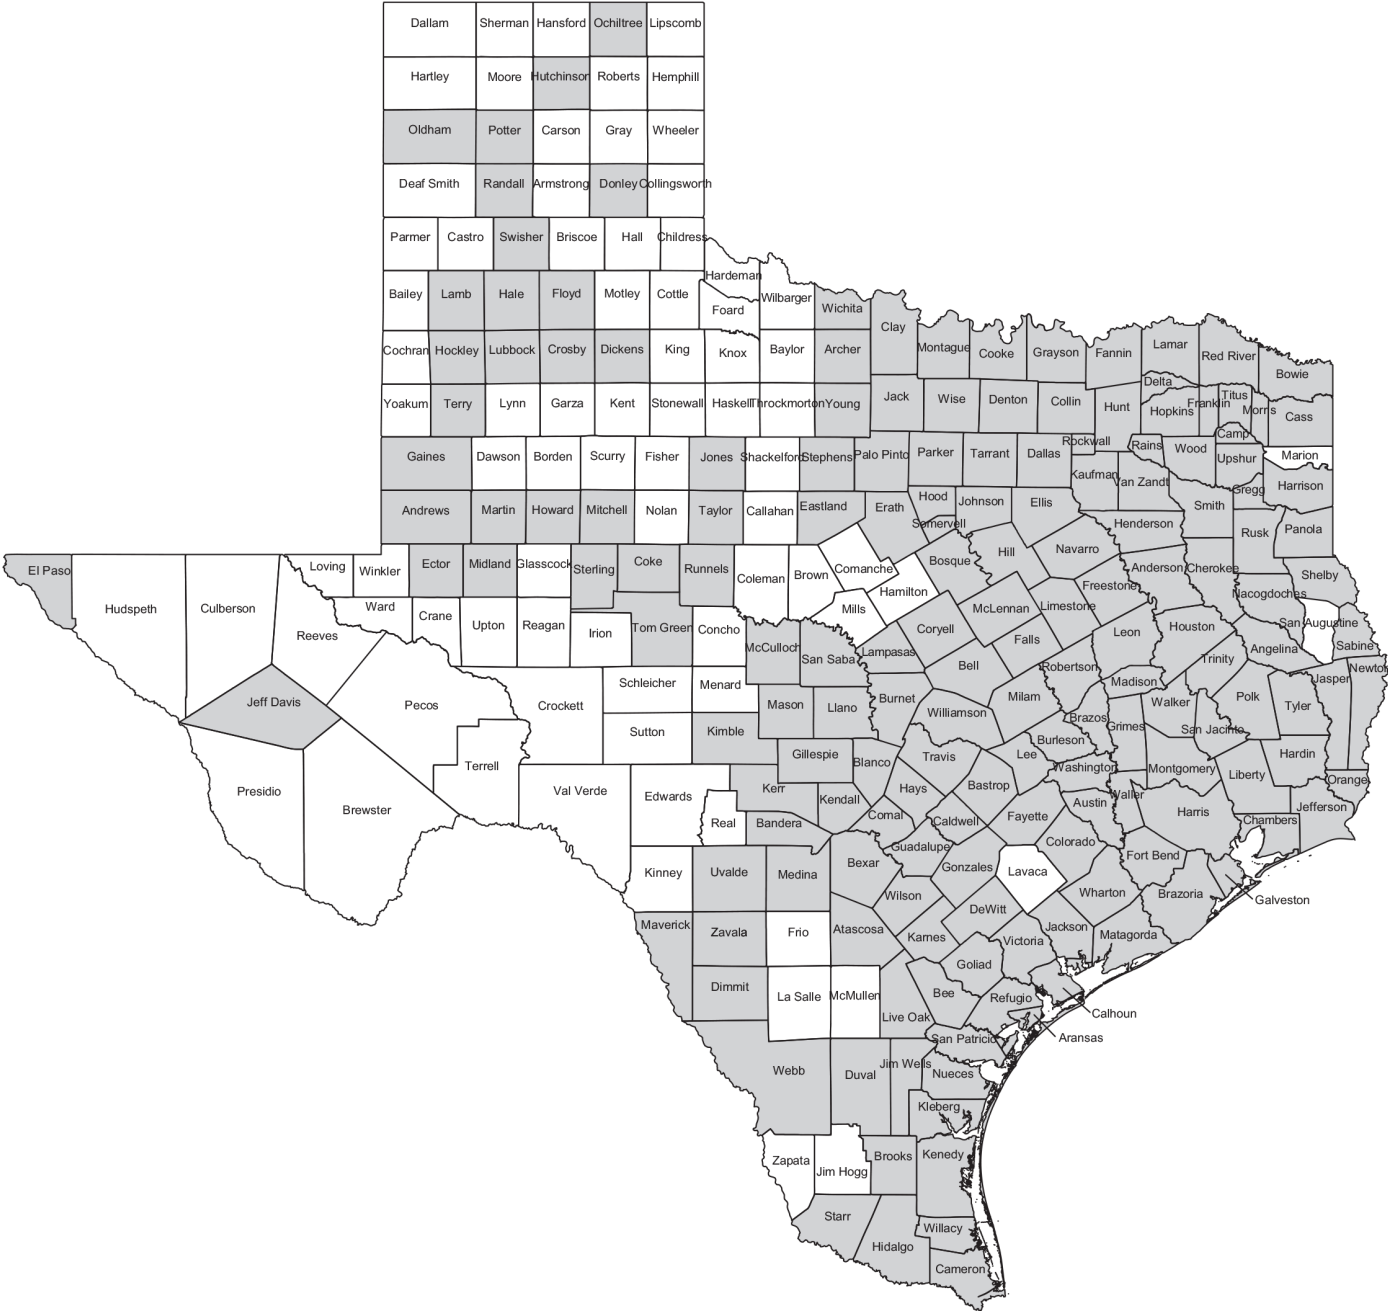 Dallam Sherman Hansford Ochiltree Lipscomb
Hartley Moore Hutchinson Roberts Hemphill
Oldham Potter Carson Gray Wheeler
Deaf Smith Randall Armstrong Donley Collingsworth
Parmer Castro Swisher Briscoe Hall Childress
Hardeman
Bailey Lamb Hale Floyd Motley Cottle Foard Wilbarger Wichita
Clay
Cochran Hockley Lubbock Crosby Dickens King Knox Baylor Archer Montague Cooke Grayson Fannin Lamar Red River Bowie
Delta
Yoakum Terry Lynn Garza Kent Stonewall Haskell Throckmorton Young Jack Wise Denton Collin Hunt Hopkins Franklin Titus Morris Cass
Camp
Gaines Dawson Borden Scurry Fisher Jones Shackelford Stephens Palo Pinto Parker Tarrant Dallas Rockwall Rains Wood Upshur Marion
Kaufman Van Zandt Gregg Harrison
Andrews Martin Howard Mitchell Nolan Taylor Callahan Eastland Erath Hood Johnson Ellis Smith
Somervell Henderson Rusk Panola
El Paso Loving Winkler Ector Midland Glasscock Sterling Coke Runnels Coleman Brown Comanche Bosque Hill Navarro Anderson Cherokee Shelby
Hudspeth Culberson Ward Crane Mills Hamilton McLennan Limestone Freestone Nacogdoches
Reeves Upton Reagan Irion Tom Green Concho Coryell Falls Leon Houston San Augustine
McCulloch San Saba Lampasas Bell Robertson Trinity Angelina Sabine
Jeff Davis Pecos Crockett Schleicher Menard Mason Llano Burnet Milam Madison Walker Polk Tyler Jasper Newton
Sutton Kimble Williamson Brazos Grimes San Jacinto
Terrell Gillespie Blanco Travis Lee Burleson Washington Montgomery Liberty Hardin Orange
Presidio Brewster Val Verde Edwards Kerr Kendall Hays Bastrop Austin Waller Harris Jefferson
Real Bandera Comal Caldwell Fayette Colorado Chambers
Kinney Uvalde Medina Bexar Guadalupe Gonzales Lavaca Fort Bend
Wilson Wharton Brazoria Galveston
Maverick Zavala Frio Atascosa Karnes DeWitt Victoria Jackson Matagorda
Dimmit La Salle McMullen Live Oak Bee Goliad Refugio Calhoun
San Patricio Aransas
Webb Duval Jim Wells Nueces
Kleberg
Zapata Jim Hogg Brooks Kenedy
Starr Hidalgo Willacy
Cameron